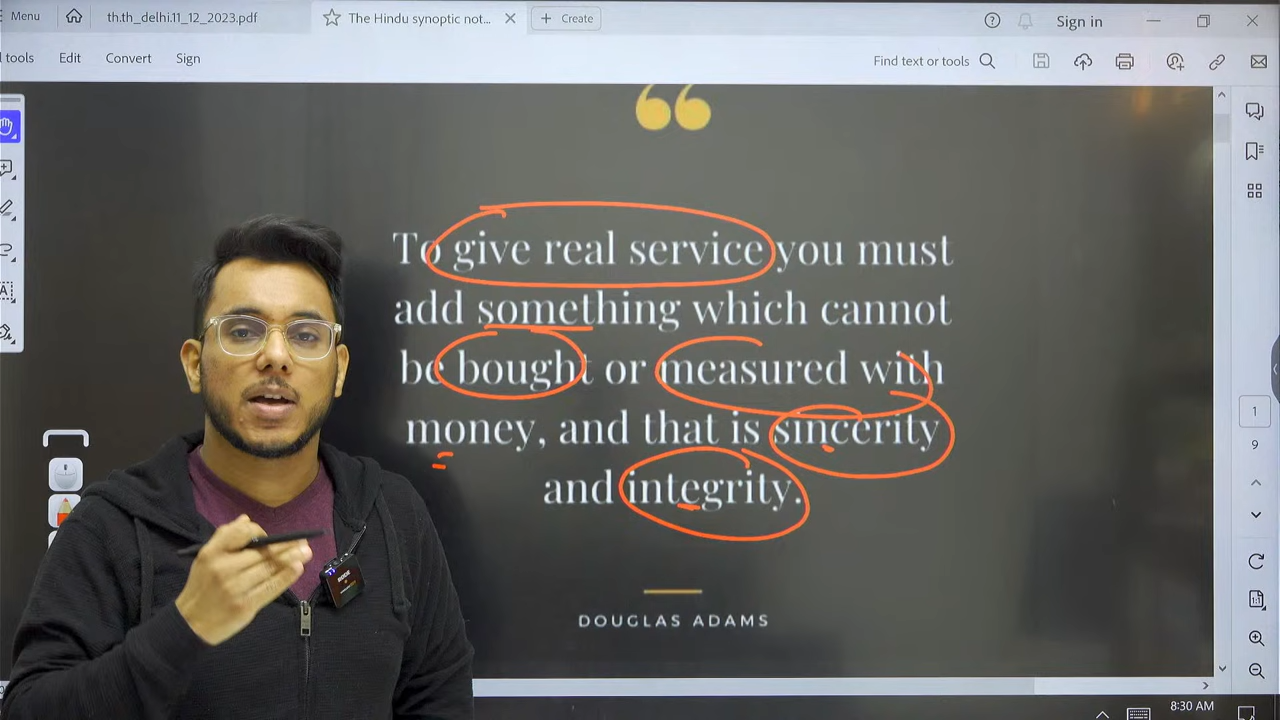 Menu
th.th_delhi.11_12_2023.pdf
The Hindu synoptic not...
Create
Sign in
l tools
Edit
Convert
Sign
Find text or tools
To give real service you must
add something which cannot
be bought or measured with
money, and that is sincerity
and integrity.
DOUGLAS ADAMS
1
9
8:30 AM